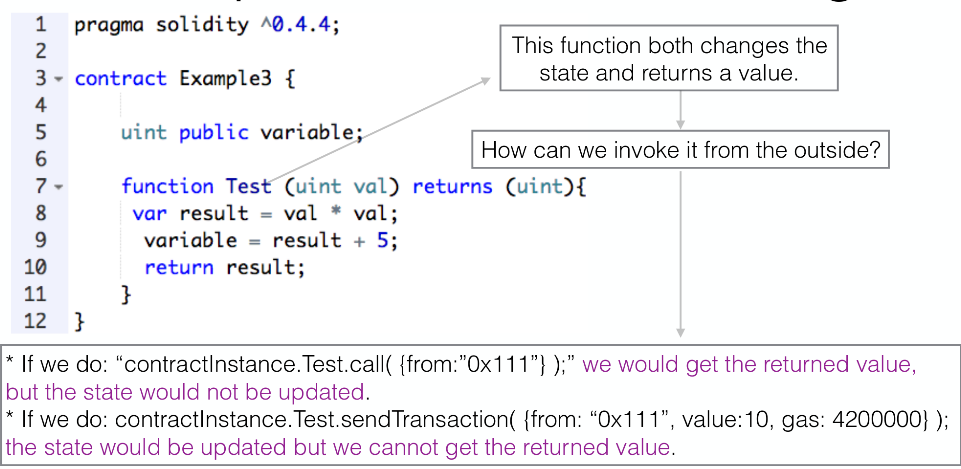 1 pragma solidity ^0.4.4;
2
3 contract Example3 {
4
5 uint public variable;
6
7 function Test (uint val) returns (uint){
8 var result = val * val;
9 variable = result + 5;
10 return result;
11 }
12 }
This function both changes the
state and returns a value.
How can we invoke it from the outside?
* If we do: “contractInstance.Test.call( {from:”0x111”} );” we would get the returned value,
but the state would not be updated.
* If we do: contractInstance.Test.sendTransaction( {from: “0x111”, value:10, gas: 4200000} );
the state would be updated but we cannot get the returned value.